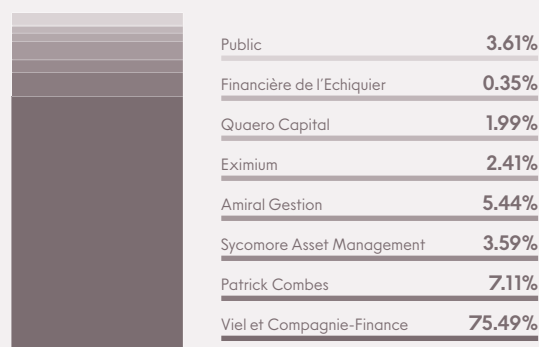 Public 3.61%
Financière de l'Echiquier 0.35%
Quaero Capital 1.99%
Eximium 2.41%
Amiral Gestion 5.44%
Sycomore Asset Management 3.59%
Patrick Combes 7.11%
Viel et Compagnie-Finance 75.49%